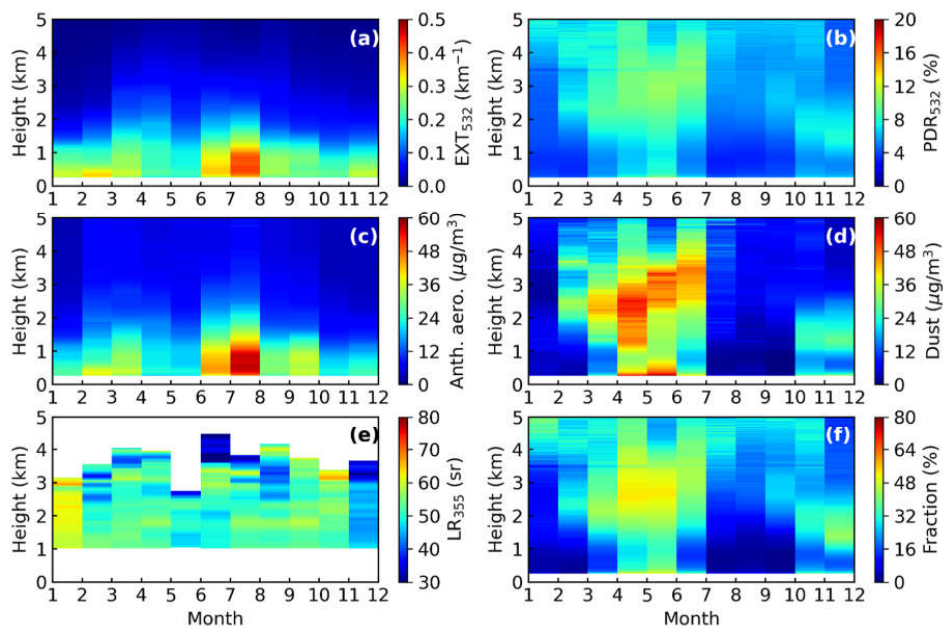 (a)
Height (km)
5
4
3
2
1
0
1 2 3 4 5 6 7 8 9 10 11 12
0.5
0.4
0.3
0.2
0.1
0.0
EXT532 (km−1)
(b)
Height (km)
5
4
3
2
1
0
1 2 3 4 5 6 7 8 9 10 11 12
20
16
12
8
4
0
PDR532 (%)
(c)
Height (km)
5
4
3
2
1
0
1 2 3 4 5 6 7 8 9 10 11 12
60
48
36
24
12
0
Anth. aero. (μg/m3)
(d)
Height (km)
5
4
3
2
1
0
1 2 3 4 5 6 7 8 9 10 11 12
60
48
36
24
12
0
Dust (μg/m3)
(e)
Height (km)
5
4
3
2
1
0
1 2 3 4 5 6 7 8 9 10 11 12
Month
80
70
60
50
40
30
LR355 (sr)
(f)
Height (km)
5
4
3
2
1
0
1 2 3 4 5 6 7 8 9 10 11 12
Month
80
64
48
32
16
0
Fraction (%)